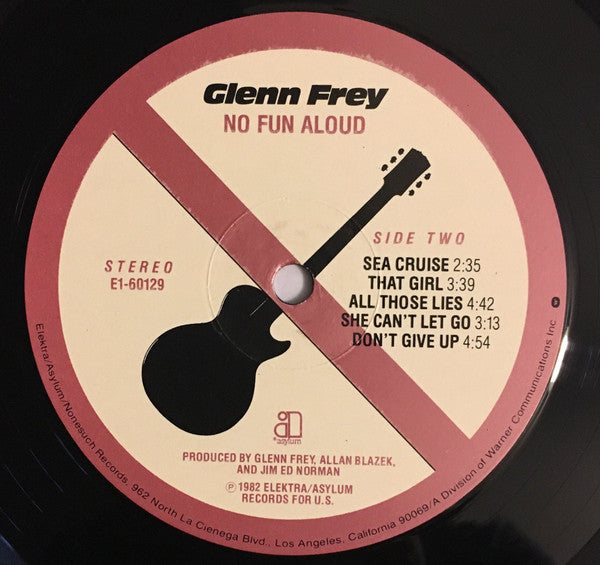 Glenn Frey
NO FUN ALOUD
STEREO
E1-60129
SIDE TWO
SEA CRUISE 2:35
THAT GIRL 3:39
ALL THOSE LIES 4:42
SHE CAN'T LET GO 3:13
DON'T GIVE UP 4:54
asylum
PRODUCED BY GLENN FREY, ALLAN BLAZEK,
AND JIM ED NORMAN
℗ 1982 ELEKTRA/ASYLUM
RECORDS FOR U.S.
Elektra/Asylum/Nonesuch Records, 962 North La Cienega Blvd., Los Angeles, California 90069/A Division of Warner Communications Inc